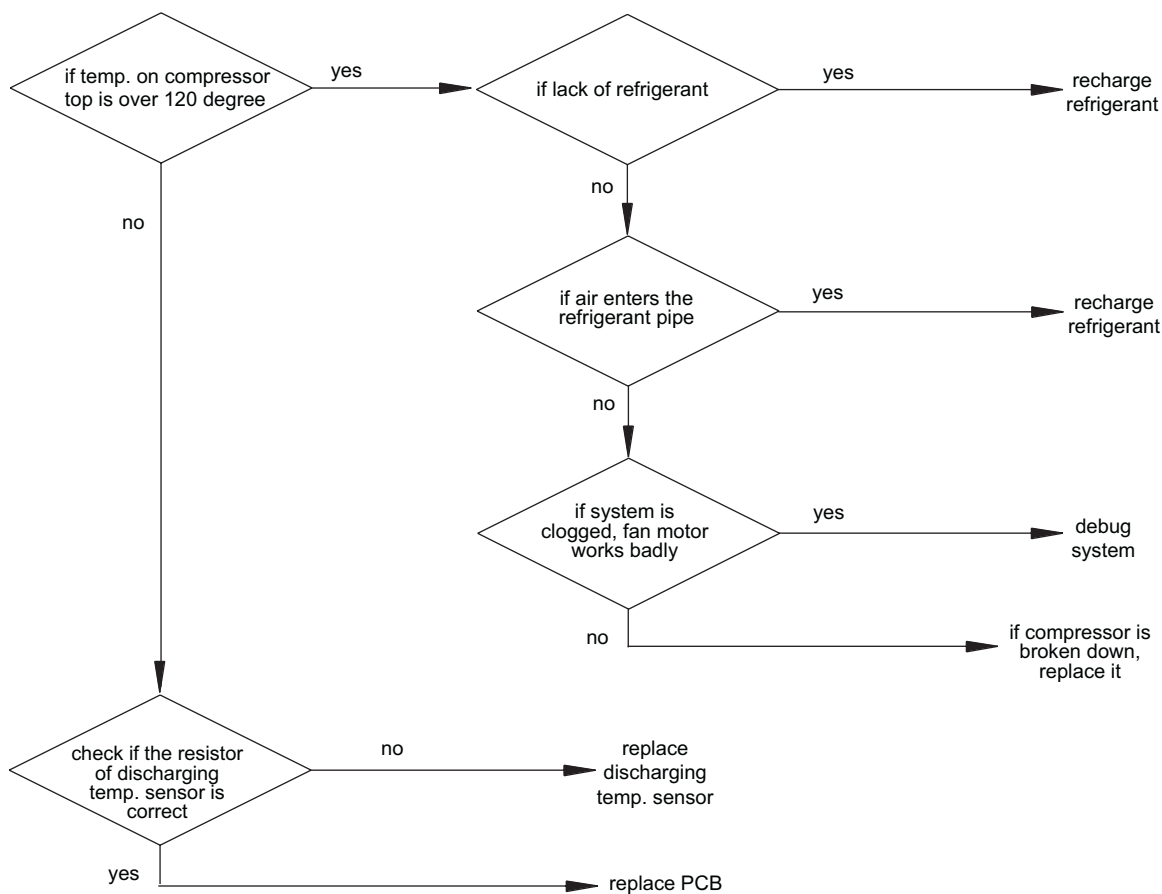 if temp. on compressor
top is over 120 degree
yes
if lack of refrigerant
yes
recharge
refrigerant
no
no
if air enters the
refrigerant pipe
yes
recharge
refrigerant
no
if system is
clogged, fan motor
works badly
yes
debug
system
no
if compressor is
broken down,
replace it
check if the resistor
of discharging
temp. sensor is
correct
no
replace
discharging
temp. sensor
yes
replace PCB